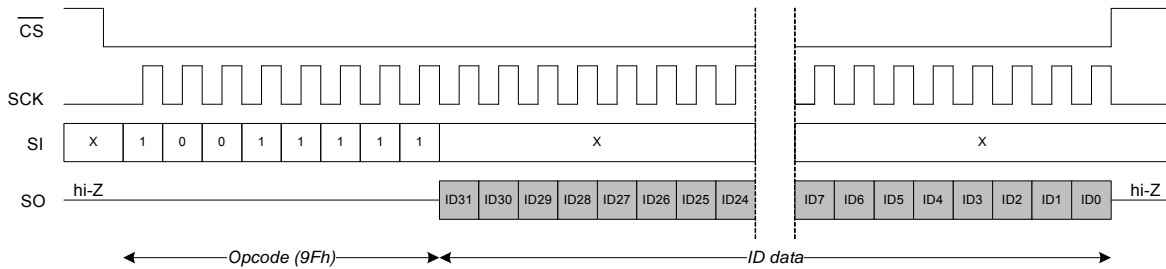 CS
SCK
SI X 1 0 0 1 1 1 1 1 X X
SO hi-Z ID31 ID30 ID29 ID28 ID27 ID26 ID25 ID24 ID7 ID6 ID5 ID4 ID3 ID2 ID1 ID0 hi-Z
Opcode (9Fh) ID data